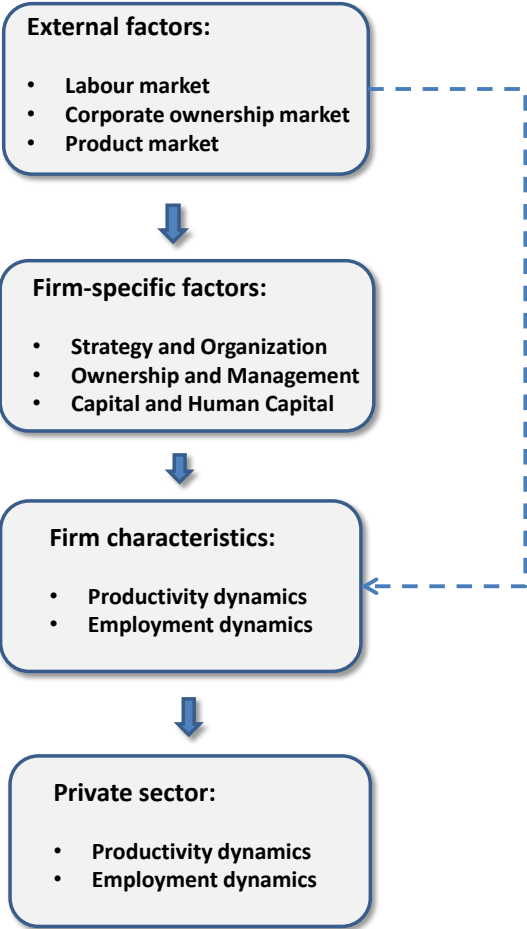 External factors:
• Labour market
• Corporate ownership market
• Product market
Firm-specific factors:
• Strategy and Organization
• Ownership and Management
• Capital and Human Capital
Firm characteristics:
• Productivity dynamics
• Employment dynamics
Private sector:
• Productivity dynamics
• Employment dynamics